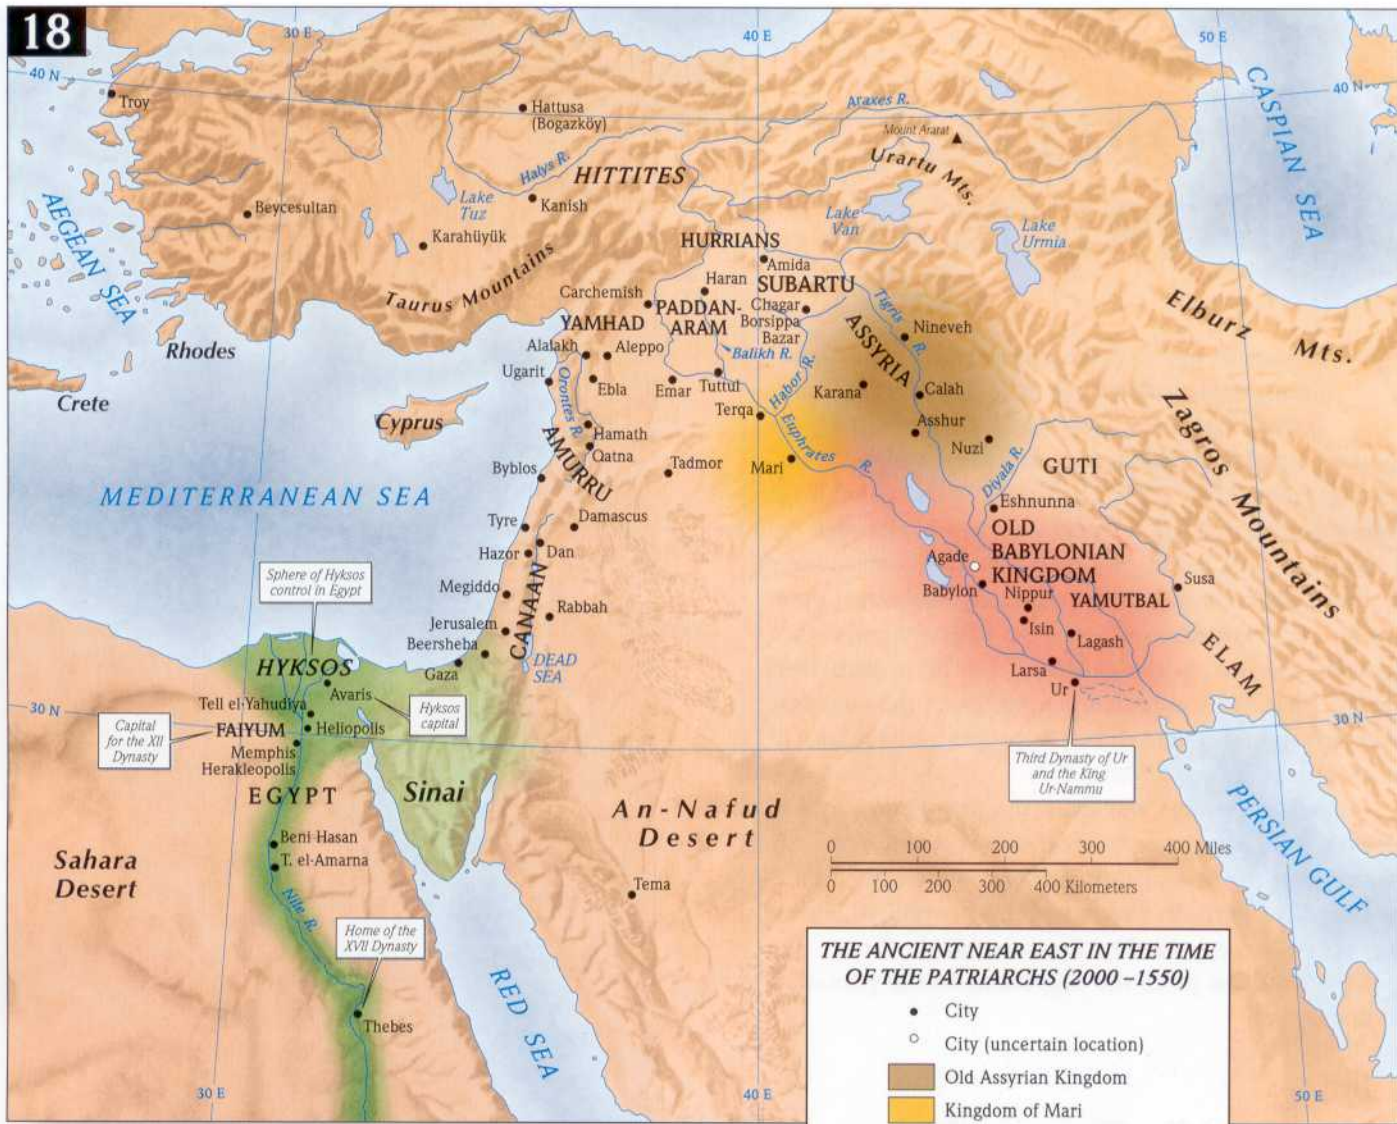 18
30 E
40 E
50 E
40 N
40 N
Troy
Hattusa
(Bogazköy)
Araxes R.
Mount Ararat
Urartu Mts.
CASPIAN SEA
Halys R.
HITTITES
Lake
Tuz
Kanish
Beycesultan
Karahüyük
Lake
Van
Lake
Urmia
AEGEAN SEA
Taurus Mountains
HURRIANS
Amida
Haran
SUBARTU
Carchemish
PADDAN-
ARAM
Chagar
Borsippa
Bazar
Tigris R.
Nineveh
Elburz Mts.
YAMHAD
ASSYRIA
Rhodes
Alalakh
Aleppo
Balikh R.
Ugarit
Ebla
Emar
Tuttul
Habor R.
Karana
Calah
Crete
Cyprus
Orontes R.
Terqa
Asshur
Zagros Mountains
Hamath
Euphrates R.
Nuzi
Qatna
AMURRU
Diyala R.
GUTI
Byblos
Tadmor
Mari
MEDITERRANEAN SEA
Eshnunna
Tyre
Damascus
OLD
BABYLONIAN
KINGDOM
Hazor
Dan
Agade
Sphere of Hyksos
control in Egypt
Babylon
Susa
Megiddo
CANAAN
Nippur
YAMUTBAL
Rabbah
Jerusalem
Isin
Lagash
Beersheba
ELAM
HYKSOS
DEAD
SEA
Gaza
Larsa
Avaris
Ur
Tell el-Yahudiya
30 N
Hyksos
capital
30 N
Capital
for the XII
Dynasty
FAIYUM
Heliopolis
Memphis
Herakleopolis
Third Dynasty of Ur
and the King
Ur-Nammu
EGYPT
Sinai
An-Nafud
Desert
PERSIAN GULF
Beni Hasan
T. el-Amarna
Sahara
Desert
0 100 200 300 400 Miles
0 100 200 300 400 Kilometers
Tema
Nile R.
Home of the
XVII Dynasty
RED SEA
Thebes
THE ANCIENT NEAR EAST IN THE TIME
OF THE PATRIARCHS (2000 –1550)
City
City (uncertain location)
Old Assyrian Kingdom
Kingdom of Mari
30 E
40 E
50 E